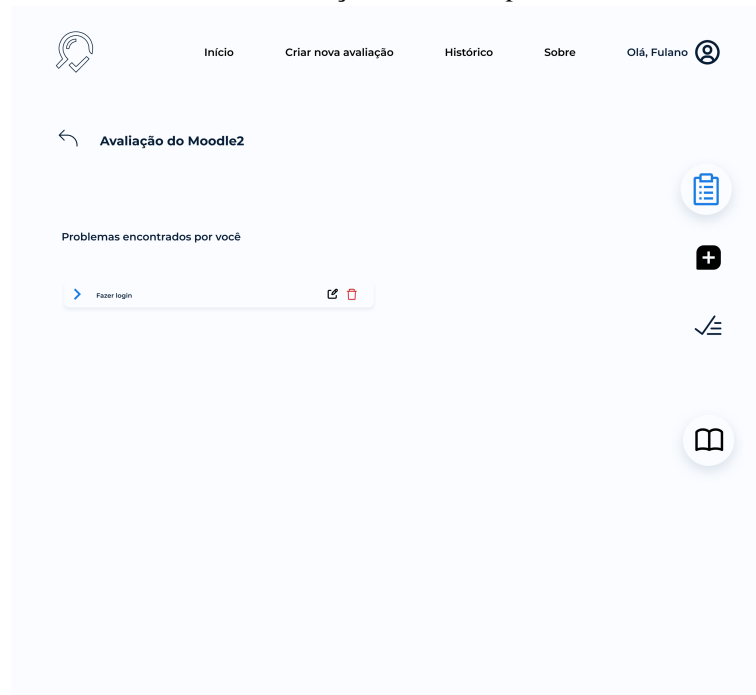 Início Criar nova avaliação Histórico Sobre Olá, Fulano
Avaliação do Moodle2
Problemas encontrados por você
Fazer login